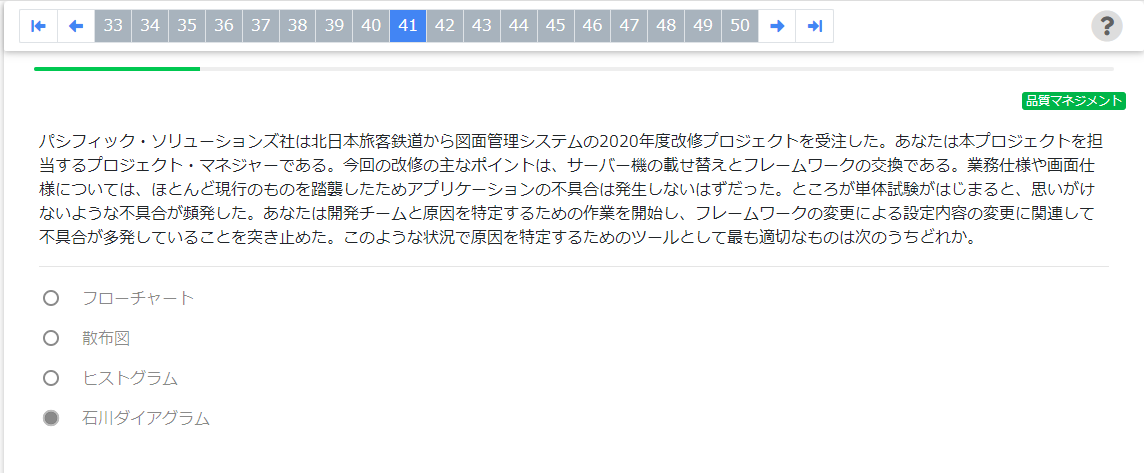 33 34 35 36 37 38 39 40 41 42 43 44 45 46 47 48 49 50 ?
品質マネジメント
パシフィック・ソリューションズ社は北日本旅客鉄道から図面管理システムの2020年度改修プロジェクトを受注した。あなたは本プロジェクトを担
当するプロジェクト・マネジャーである。今回の改修の主なポイントは、サーバー機の載せ替えとフレームワークの交換である。業務仕様や画面仕
様については、ほとんど現行のものを踏襲したためアプリケーションの不具合は発生しないはずだった。ところが単体試験がはじまると、思いがけ
ないような不具合が頻発した。あなたは開発チームと原因を特定するための作業を開始し、フレームワークの変更による設定内容の変更に関連して
不具合が多発していることを突き止めた。このような状況で原因を特定するためのツールとして最も適切なものは次のうちどれか。
フローチャート
散布図
ヒストグラム
石川ダイアグラム